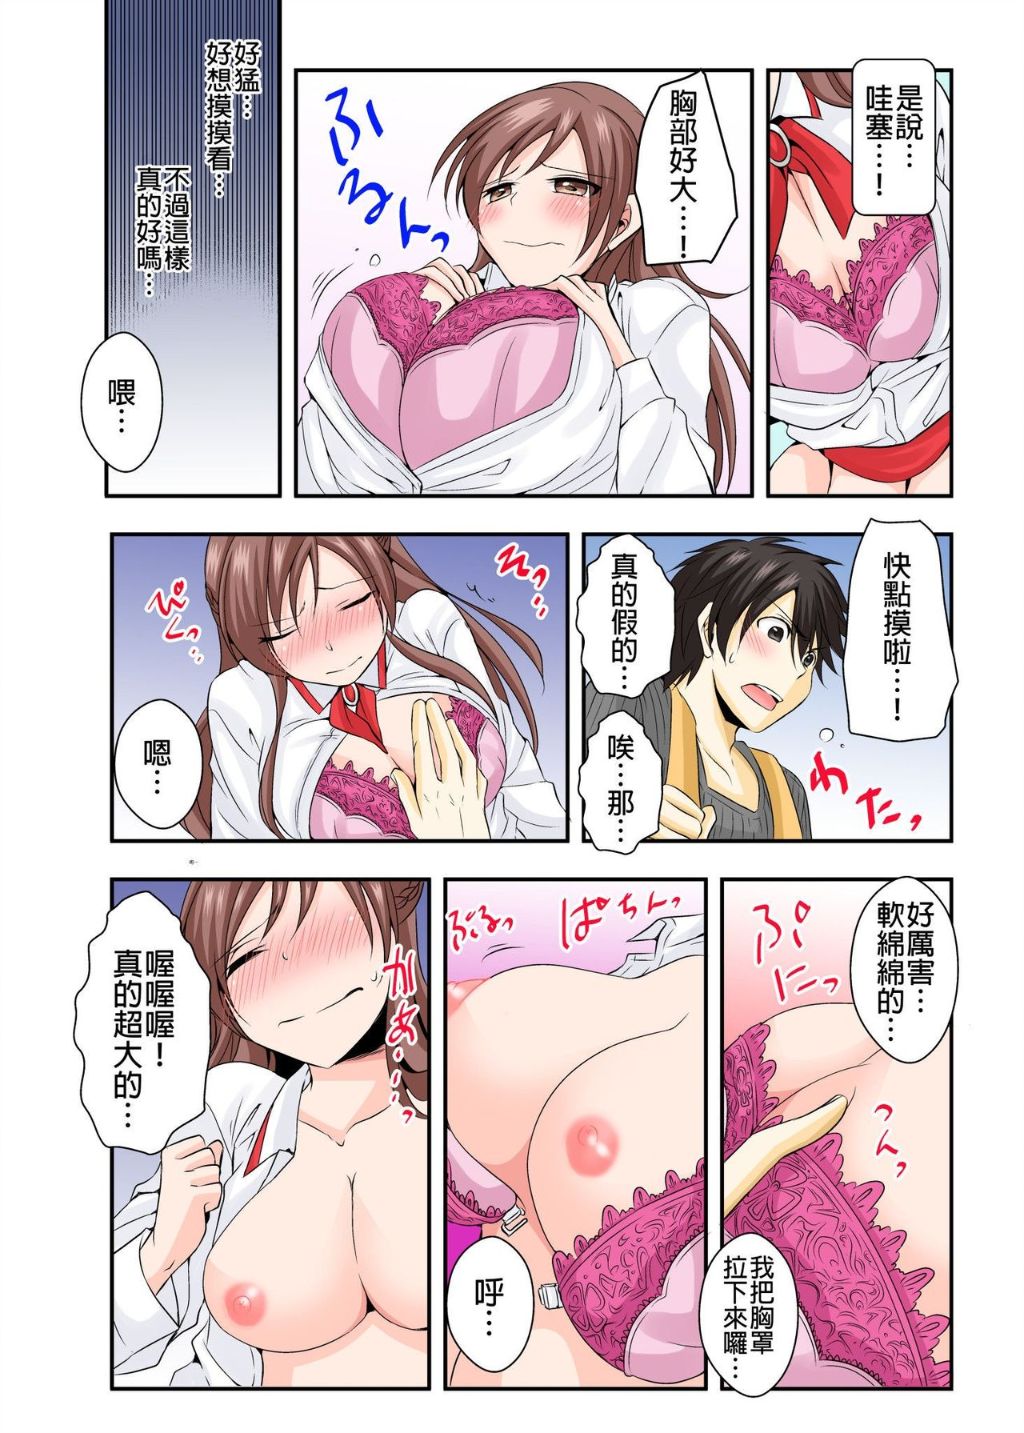 是說…
哇塞…！
胸部好大…！
ふるんっ
好猛…
好想摸摸看…
不過這樣
真的好嗎…
喂…
快點摸啦…！
真的假的…
唉…那…
わたっ
そっ…
ぴくっ
嗯…
好厲害…
軟綿綿的…
ぷにっ
つんっ
我把胸罩
拉下來囉…
ぱちんっ
ぷるっ
呼…
かあ…
喔喔喔！
真的超大的…